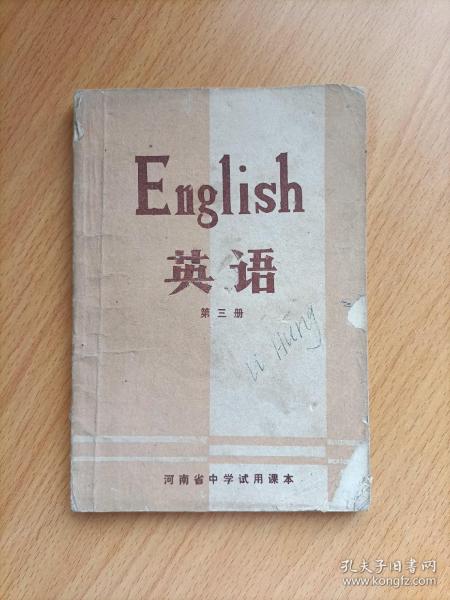 English
英语
第三册
Li Hung
河南省中学试用课本
孔夫子旧书网
www.kongfz.com